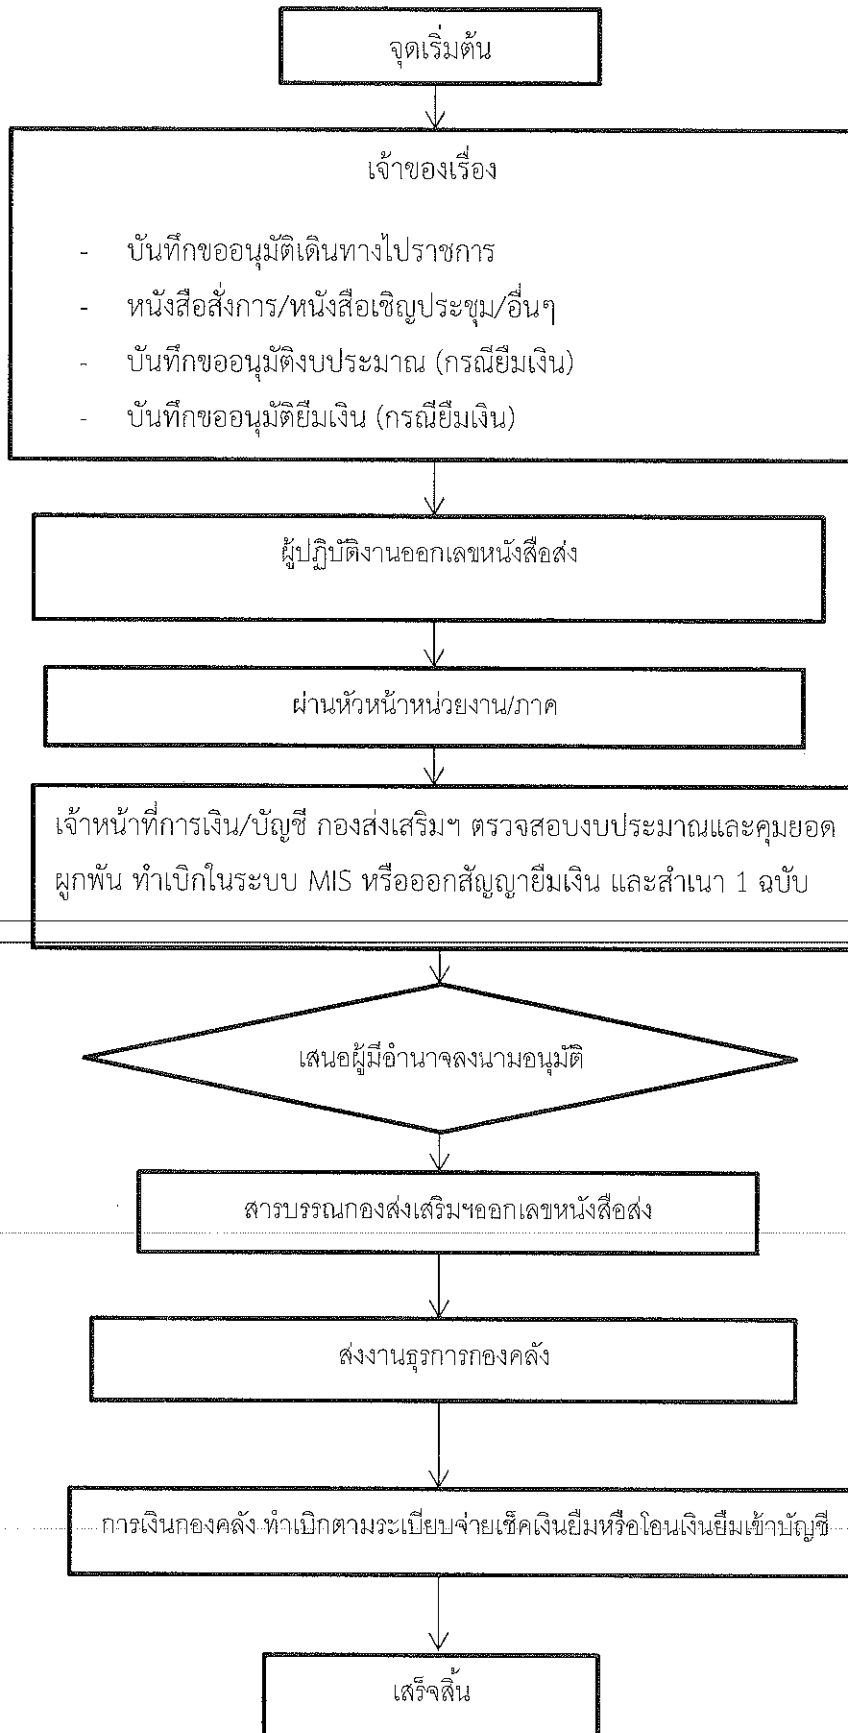 จุดเริ่มต้น
เจ้าของเรื่อง
- บันทึกขออนุมัติเดินทางไปราชการ
- หนังสือสั่งการ/หนังสือเชิญประชุม/อื่นๆ
- บันทึกขออนุมัติงบประมาณ (กรณียืมเงิน)
- บันทึกขออนุมัติยืมเงิน (กรณียืมเงิน)
ผู้ปฏิบัติงานออกเลขหนังสือส่ง
ผ่านหัวหน้าหน่วยงาน/ภาค
เจ้าหน้าที่การเงิน/บัญชี กองส่งเสริมฯ ตรวจสอบงบประมาณและคุมยอด
ผูกพัน ทำเบิกในระบบ MIS หรือออกสัญญายืมเงิน และสำเนา 1 ฉบับ
เสนอผู้มีอำนาจลงนามอนุมัติ
สารบรรณกองส่งเสริมฯออกเลขหนังสือส่ง
ส่งงานธุรการกองคลัง
การเงินกองคลัง ทำเบิกตามระเบียบจ่ายเช็คเงินยืมหรือโอนเงินยืมเข้าบัญชี
เสร็จสิ้น